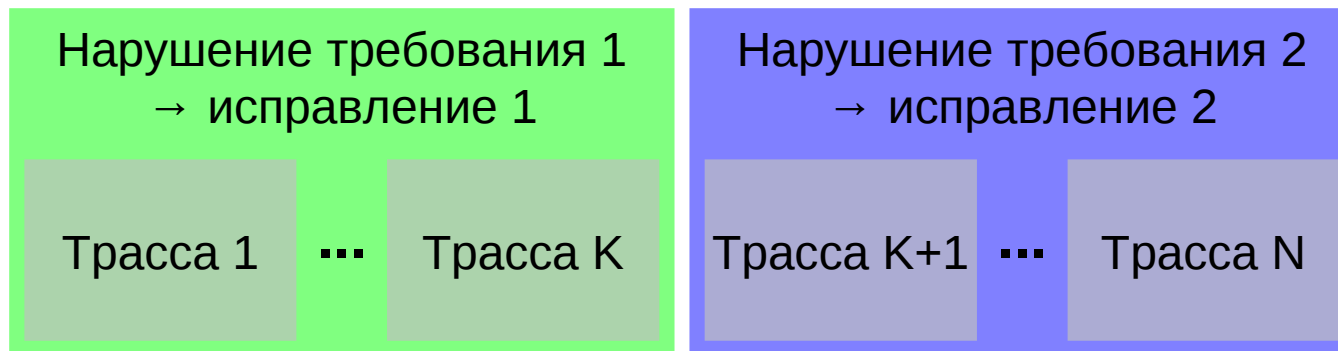 Нарушение требования 1
→ исправление 1
Трасса 1 ... Трасса K
Нарушение требования 2
→ исправление 2
Трасса K+1 ... Трасса N